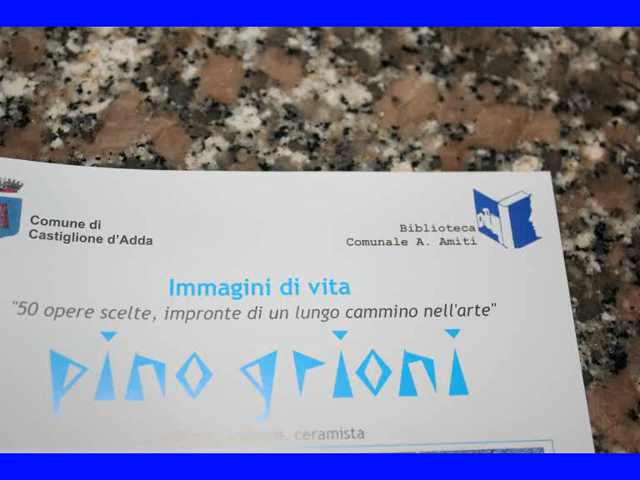 Comune di
Castiglione d'Adda
Biblioteca
Comunale A. Amiti
Immagini di vita
"50 opere scelte, impronte di un lungo cammino nell'arte"
pino grioni
ceramista